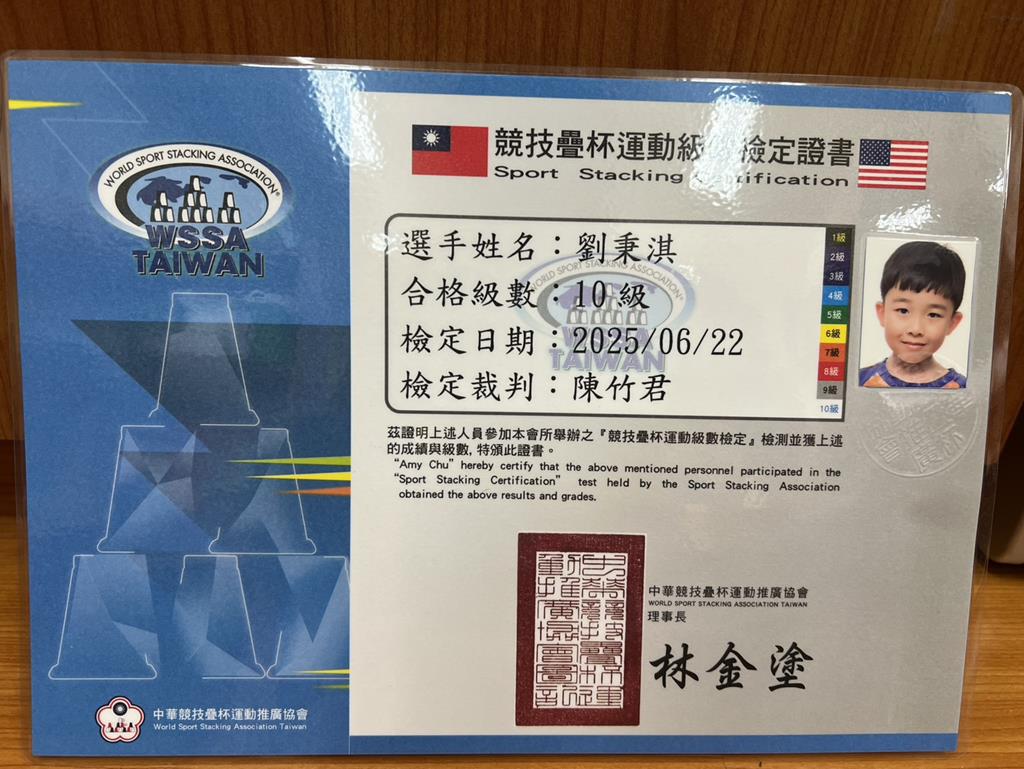 WORLD SPORT STACKING ASSOCIATION®
WSSA
TAIWAN
競技疊杯運動級 檢定證書
Sport Stacking Certification
選手姓名：劉秉淇
合格級數：10級
檢定日期：2025/06/22
檢定裁判：陳竹君
WORLD SPORT STACKING ASSOCIATION®
WSSA
TAIWAN
1級
2級
3級
4級
5級
6級
7級
8級
9級
10級
茲證明上述人員參加本會所舉辦之『競技疊杯運動級數檢定』檢測並獲上述
的成績與級數, 特頒此證書。
“Amy Chu” hereby certify that the above mentioned personnel participated in the
“Sport Stacking Certification” test held by the Sport Stacking Association
obtained the above results and grades.
中華競技疊杯運動推廣協會
WORLD SPORT STACKING ASSOCIATION TAIWAN
理事長
林金塗
中華競技疊杯運動推廣協會
World Sport Stacking Association Taiwan